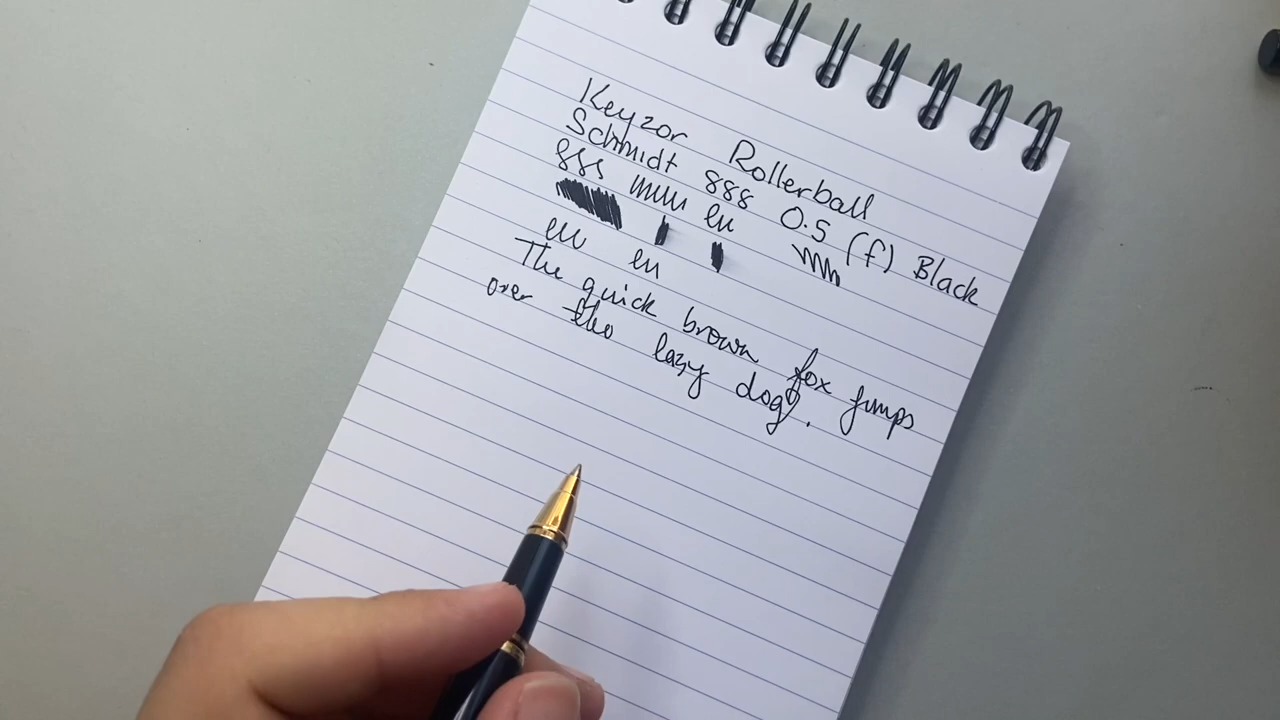 Keyzor Rollerball
Schmidt 888 0.5 (f) Black
888
The quick brown fox jumps
over the lazy dog.